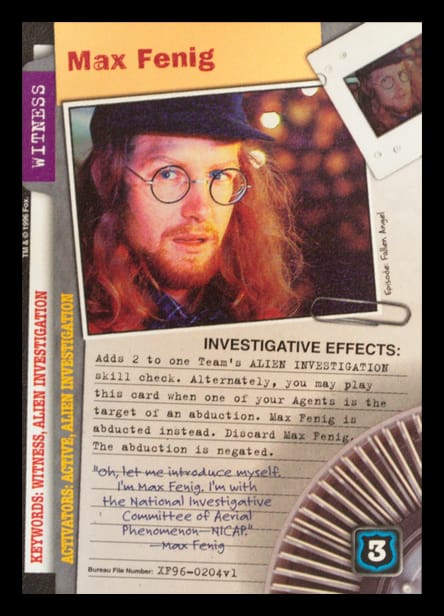 Max Fenig
WITNESS
TM & © 1996 Fox.
Episode: Fallen Angel
KEYWORDS: WITNESS, ALIEN INVESTIGATION
ACTIVATORS: ACTIVE, ALIEN INVESTIGATION
INVESTIGATIVE EFFECTS:
Adds 2 to one Team's ALIEN INVESTIGATION
skill check. Alternately, you may play
this card when one of your Agents is the
target of an abduction. Max Fenig is
abducted instead. Discard Max Fenig.
The abduction is negated.
"Oh, let me introduce myself.
I'm Max Fenig, I'm with
the National Investigative
Committee of Aerial
Phenomenon—NICAP."
—Max Fenig
Bureau File Number: XF96-0204v1
3